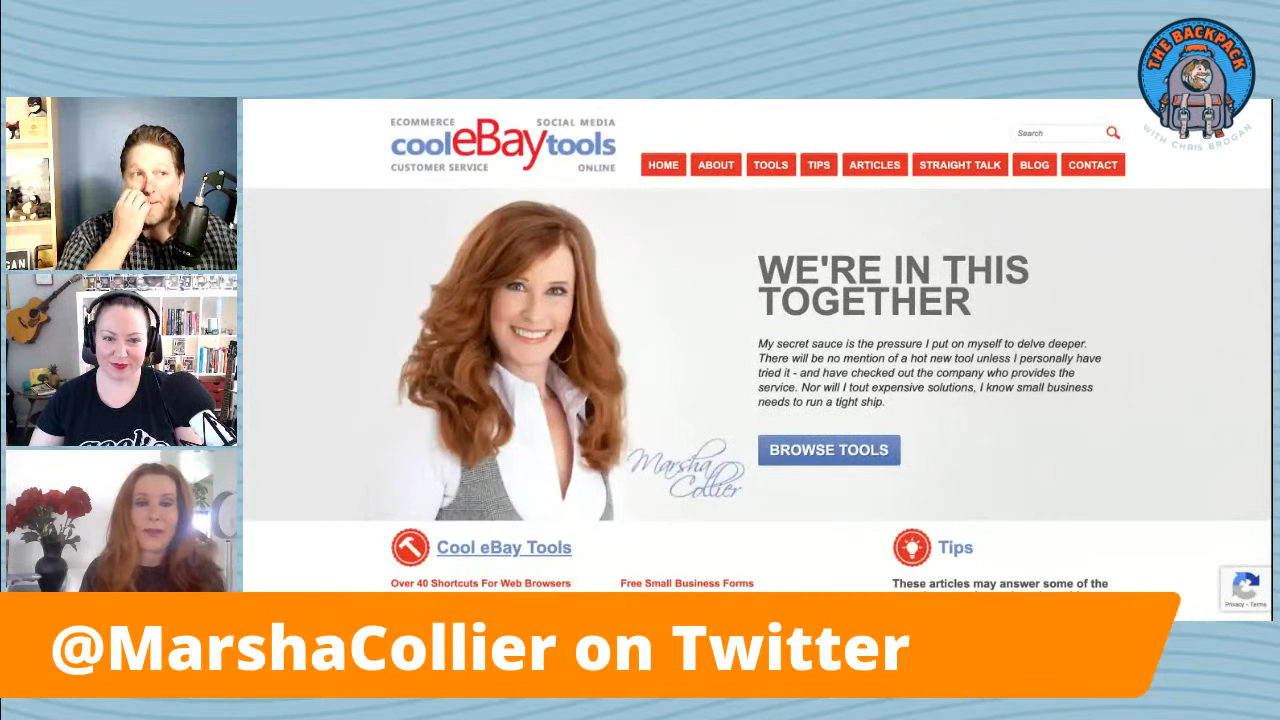 THE BACKPACK
WITH CHRIS BROGAN
ECOMMERCE SOCIAL MEDIA
cooleBaytools
CUSTOMER SERVICE ONLINE
Search
HOME ABOUT TOOLS TIPS ARTICLES STRAIGHT TALK BLOG CONTACT
WE'RE IN THIS
TOGETHER
My secret sauce is the pressure I put on myself to delve deeper.
There will be no mention of a hot new tool unless I personally have
tried it - and have checked out the company who provides the
service. Nor will I tout expensive solutions, I know small business
needs to run a tight ship.
BROWSE TOOLS
Marsha
Collier
Cool eBay Tools
Tips
Over 40 Shortcuts For Web Browsers
Free Small Business Forms
These articles may answer some of the
Privacy - Terms
@MarshaCollier on Twitter